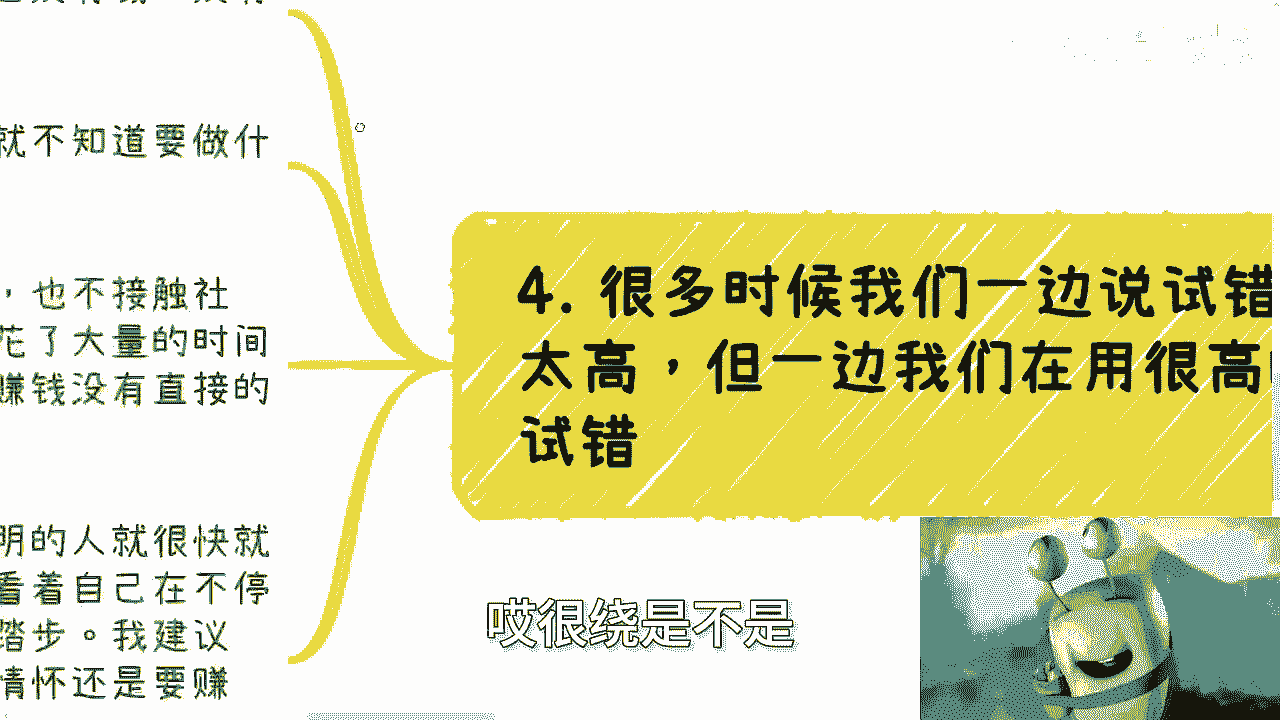 就不知道要做什
，也不接触社
花了大量的时间
赚钱没有直接的
明的人就很快就
看着自己在不停
踏步。我建议
情怀还是要赚
4. 很多时候我们一边说试错
太高，但一边我们在用很高
试错
哎很绕是不是